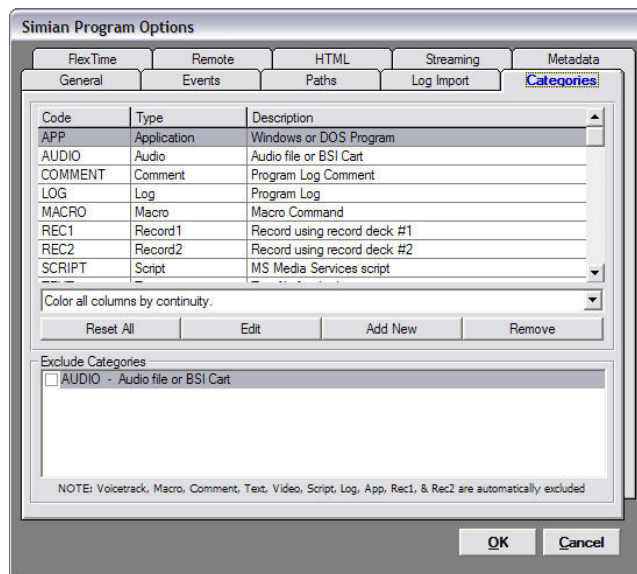 Simian Program Options
FlexTime Remote HTML Streaming Metadata
General Events Paths Log Import Categories
Code Type Description
APP Application Windows or DOS Program
AUDIO Audio Audio file or BSI Cart
COMMENT Comment Program Log Comment
LOG Log Program Log
MACRO Macro Macro Command
REC1 Record1 Record using record deck #1
REC2 Record2 Record using record deck #2
SCRIPT Script MS Media Services script
Color all columns by continuity.
Reset All Edit Add New Remove
Exclude Categories
AUDIO - Audio file or BSI Cart
NOTE: Voicetrack, Macro, Comment, Text, Video, Script, Log, App, Rec1, & Rec2 are automatically excluded
OK Cancel